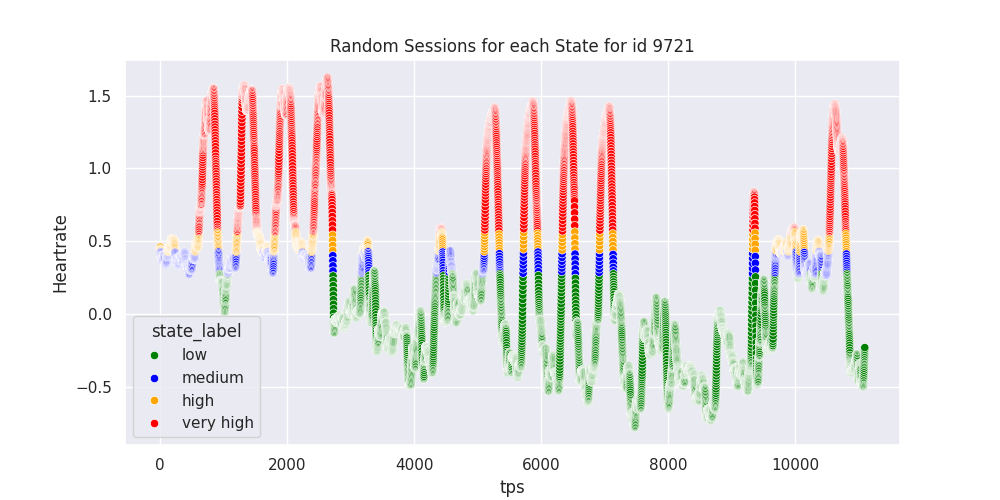 Random Sessions for each State for id 9721
Heartrate
1.5
1.0
0.5
0.0
−0.5
state_label
low
medium
high
very high
0 2000 4000 6000 8000 10000
tps